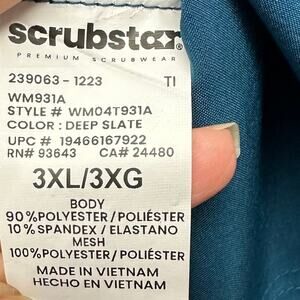 scrubstar
PREMIUM SCRUBWEAR
239063 - 1223 TI
WM931A
STYLE # WM04T931A
COLOR : DEEP SLATE
UPC # 19466167922
RN# 93643 CA# 24480
3XL/3XG
BODY
90%POLYESTER / POLIÉSTER
10% SPANDEX / ELASTANO
MESH
100%POLYESTER / POLIÉSTER
MADE IN VIETNAM
HECHO EN VIETNAM